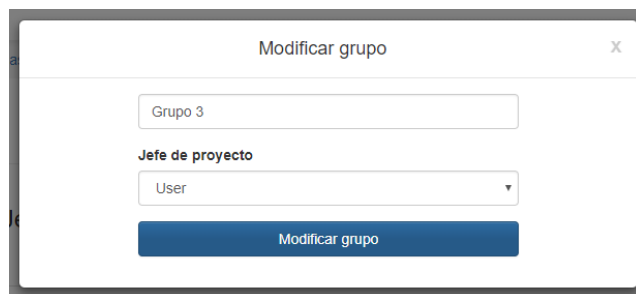 Modificar grupo
X
Grupo 3
Jefe de proyecto
User
Modificar grupo